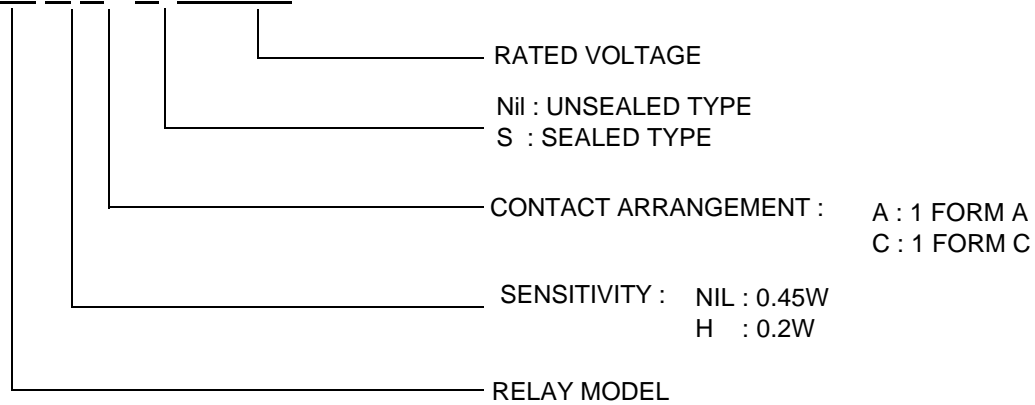 RATED VOLTAGE
Nil : UNSEALED TYPE
S : SEALED TYPE
CONTACT ARRANGEMENT : A : 1 FORM A
C : 1 FORM C
SENSITIVITY : NIL : 0.45W
H : 0.2W
RELAY MODEL